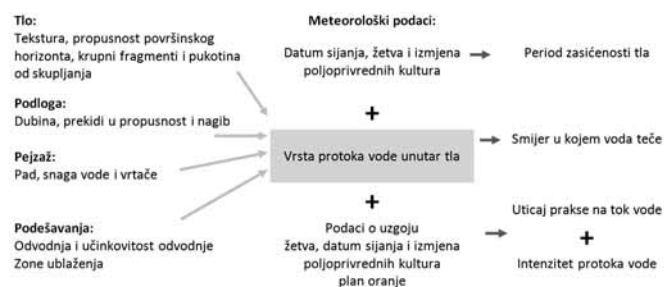 Tlo:
Tekstura, propusnost površinskog
horizonta, krupni fragmenti i pukotina
od skupljanja
Podloga:
Dubina, prekidi u propusnost i nagib
Pejzaž:
Pad, snaga vode i vrtače
Podešavanja:
Odvodnja i učinkovitost odvodnje
Zone ublaženja
Meteorološki podaci:
Datum sijanja, žetva i izmjena
poljoprivrednih kultura
+
Vrsta protoka vode unutar tla
+
Podaci o uzgoju
žetva, datum sijanja i izmjena
poljoprivrednih kultura
plan oranje
Period zasićenosti tla
Smijer u kojem voda teče
Uticaj prakse na tok vode
+
Intenzitet protoka vode